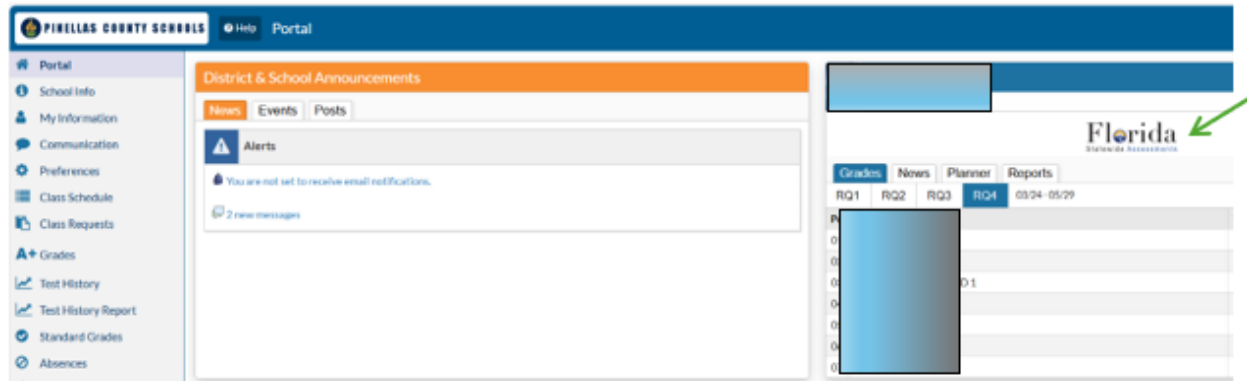 PINELLAS COUNTY SCHOOLS
Help
Portal
Portal
School Info
My Information
Communication
Preferences
Class Schedule
Class Requests
A+ Grades
Test History
Test History Report
Standard Grades
Absences
District & School Announcements
News Events Posts
Alerts
You are not set to receive email notifications.
2 new messages
Florida
Statewide Assessments
Grades News Planner Reports
RQ1 RQ2 RQ3 RQ4 03/24 - 05/29
D 1